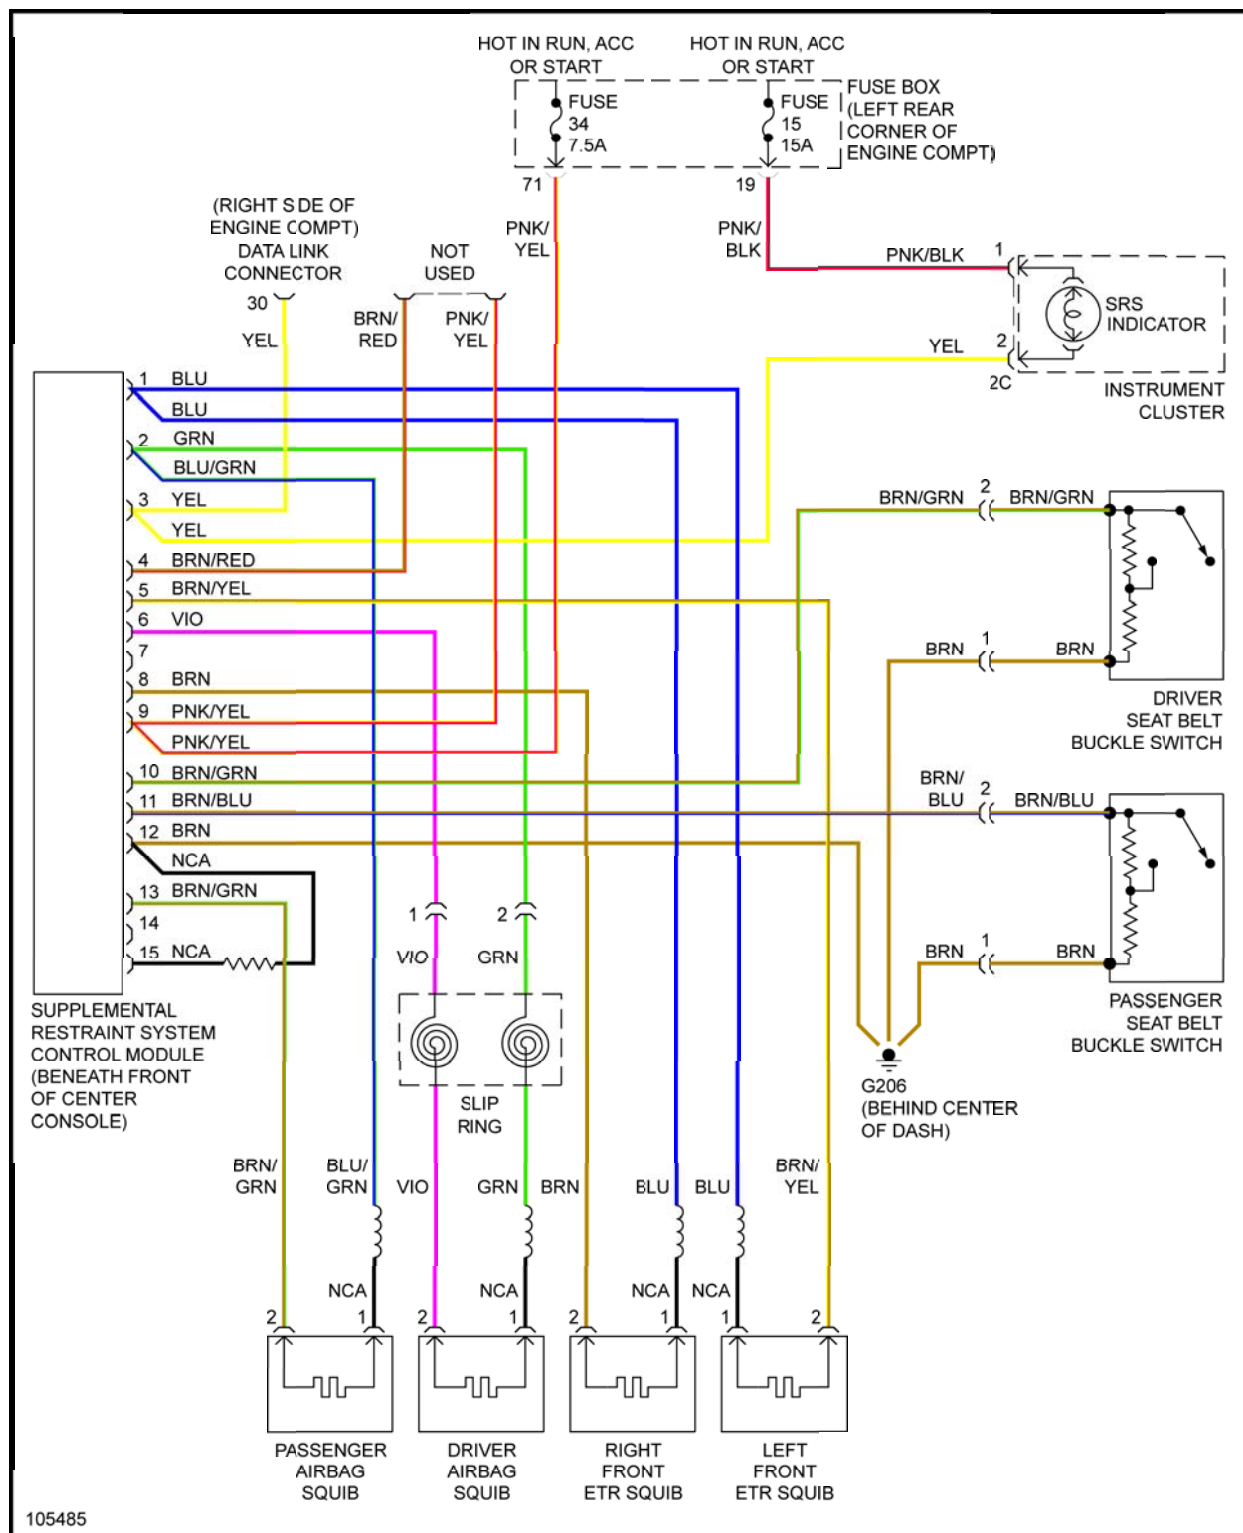 HOT IN RUN, ACC
OR START
HOT IN RUN, ACC
OR START
FUSE
34
7.5A
FUSE
15
15A
FUSE BOX
(LEFT REAR
CORNER OF
ENGINE COMPT)
71
19
(RIGHT SIDE OF
ENGINE COMPT)
DATA LINK
CONNECTOR
NOT
USED
PNK/
YEL
PNK/
BLK
PNK/BLK
1
30
YEL
BRN/
RED
PNK/
YEL
SRS
INDICATOR
YEL
2
2C
INSTRUMENT
CLUSTER
1 BLU
BLU
2 GRN
BLU/GRN
3 YEL
YEL
4 BRN/RED
5 BRN/YEL
6 VIO
7
8 BRN
9 PNK/YEL
PNK/YEL
10 BRN/GRN
11 BRN/BLU
12 BRN
NCA
13 BRN/GRN
14
15 NCA
BRN/GRN
2
BRN/GRN
BRN
1
BRN
DRIVER
SEAT BELT
BUCKLE SWITCH
BRN/
BLU
2
BRN/BLU
BRN
1
BRN
PASSENGER
SEAT BELT
BUCKLE SWITCH
1
2
VIO
GRN
SUPPLEMENTAL
RESTRAINT SYSTEM
CONTROL MODULE
(BENEATH FRONT
OF CENTER
CONSOLE)
SLIP
RING
G206
(BEHIND CENTER
OF DASH)
BRN/
GRN
BLU/
GRN
VIO
GRN
BRN
BLU
BLU
BRN/
YEL
NCA
NCA
NCA
NCA
2
1
2
1
2
1
1
2
PASSENGER
AIRBAG
SQUIB
DRIVER
AIRBAG
SQUIB
RIGHT
FRONT
ETR SQUIB
LEFT
FRONT
ETR SQUIB
105485